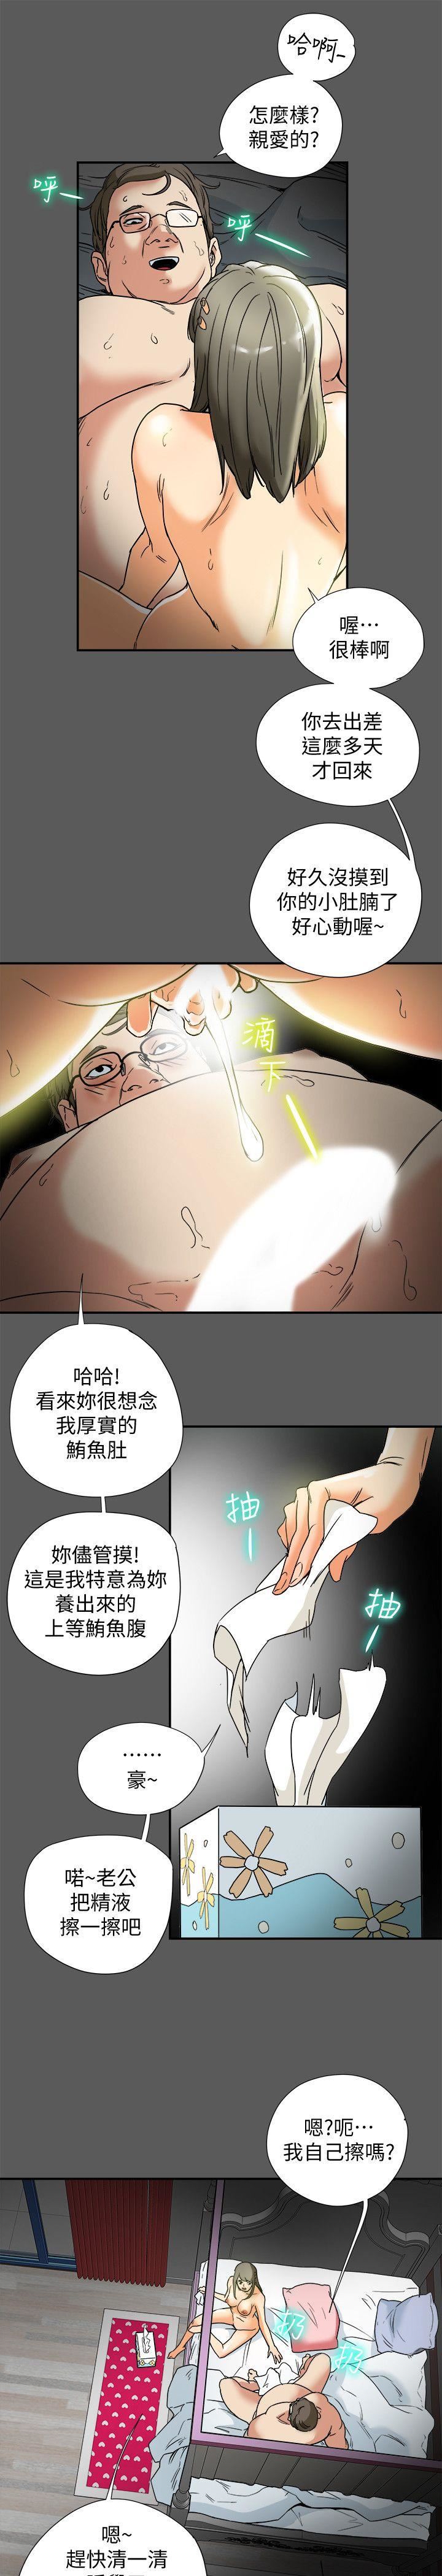 哈啊~
怎麼樣?
親愛的?
呼~
呼~
喔…
很棒啊
你去出差
這麼多天
才回來
好久沒摸到
你的小肚腩了
好心動喔~
滴
下
哈哈!
看來妳很想念
我厚實的
鮪魚肚
抽
妳儘管摸!
這是我特意為妳
養出來的
上等鮪魚腹
抽
……
豪~
喏~老公
把精液
擦一擦吧
嗯?呃…
我自己擦嗎?
扔
扔
嗯~
趕快清一清